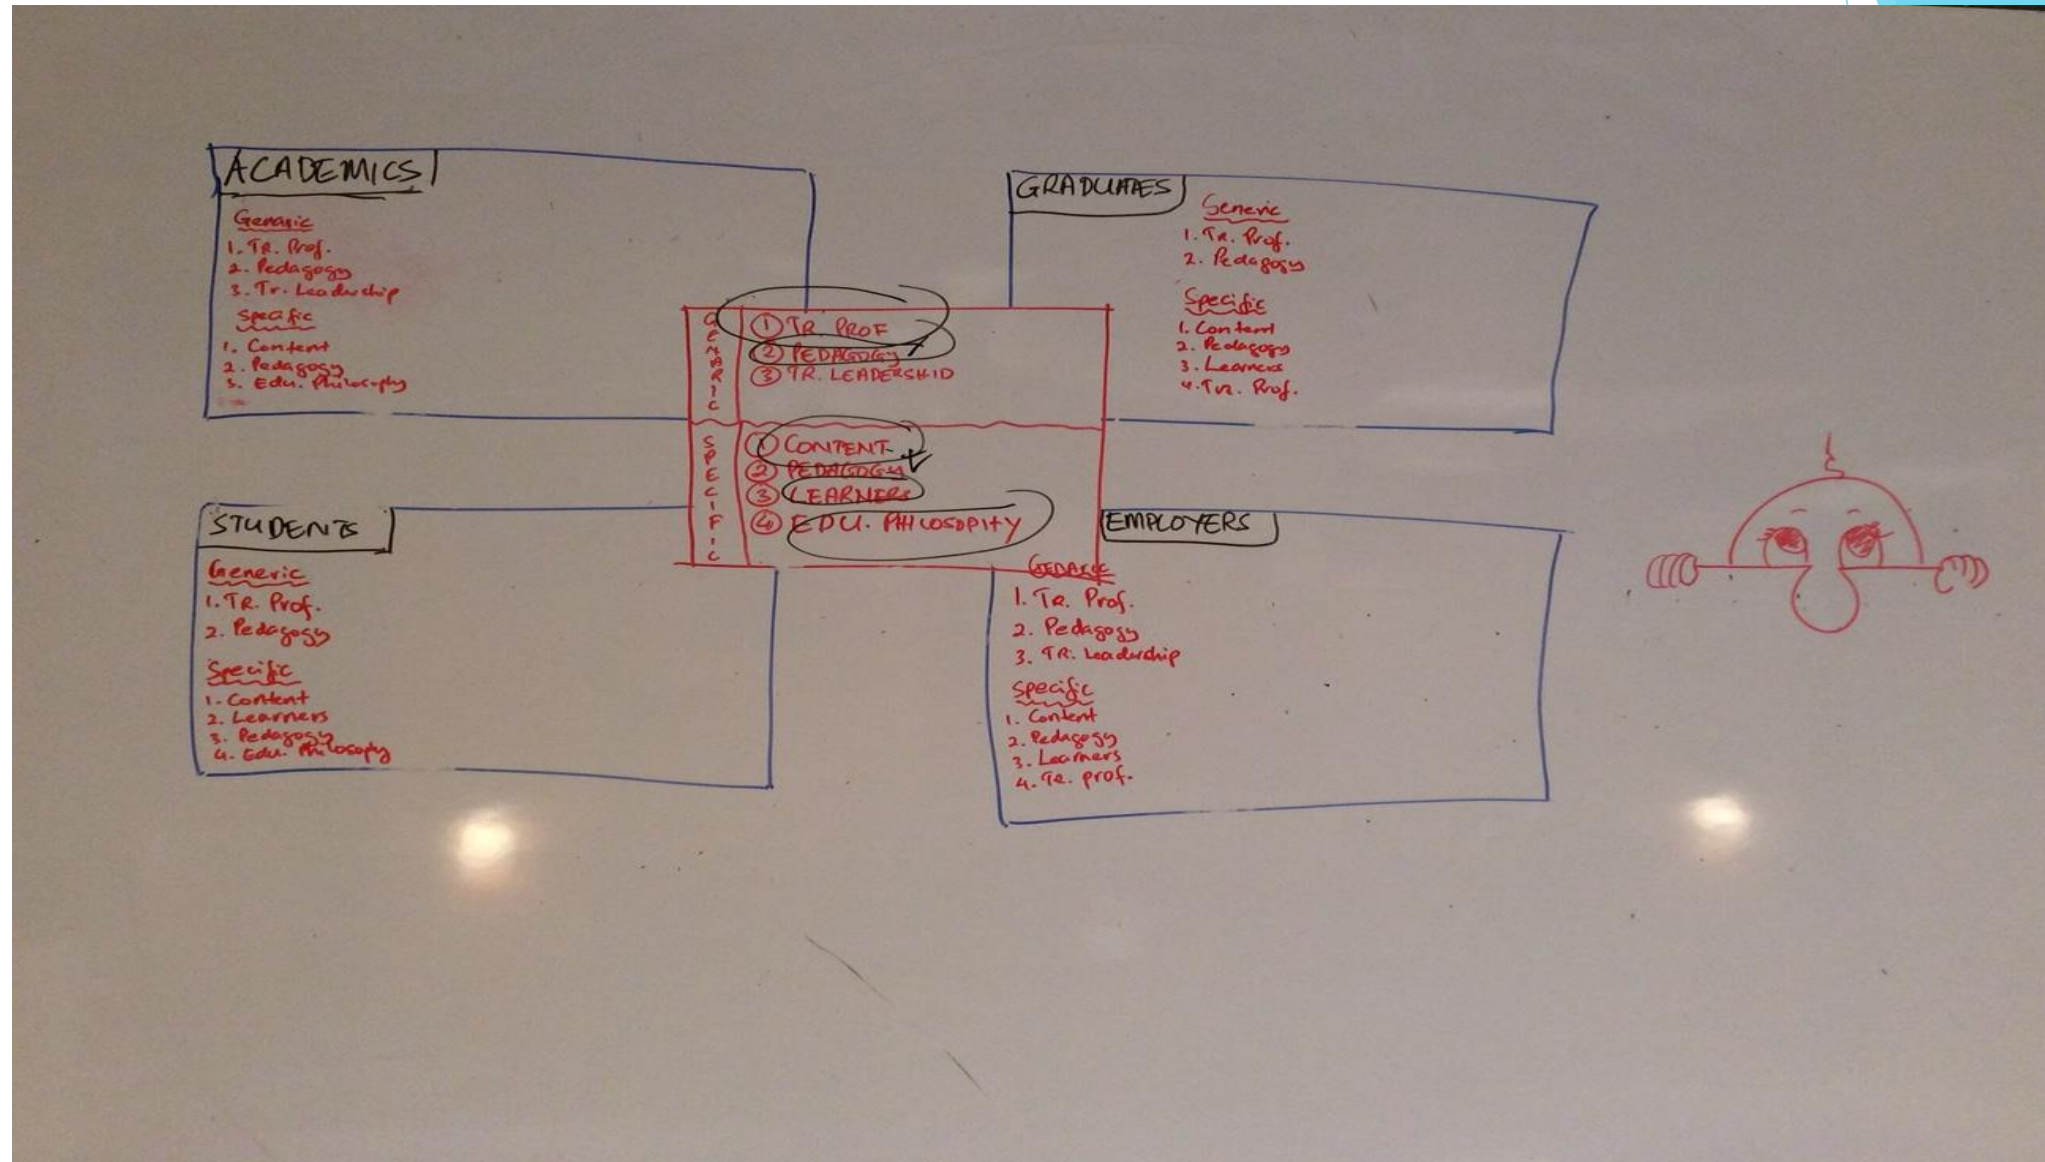 ACADEMICS
Genaric
1. TR. Prof.
2. Pedagogy
3. Tr. Leadership
Specific
1. Content
2. Pedagogy
3. Edu. Philosophy
GRADUATES
Generic
1. TR. Prof.
2. Pedagogy
Specific
1. Content
2. Pedagogy
3. Learners
4. TR. Prof.
GENARIC
① TR PROF
② PEDAGOGY
③ TR. LEADERSHIP
SPECIFIC
① CONTENT
② PEDAGOGY
③ LEARNERS
④ EDU. PHILOSOPHY
STUDENTS
Generic
1. TR. Prof.
2. Pedagogy
Specific
1. Content
2. Learners
3. Pedagogy
4. Edu. Philosophy
EMPLOYERS
1. TR. Prof.
2. Pedagogy
3. TR. Leadership
Specific
1. Content
2. Pedagogy
3. Learners
4. TR. prof.